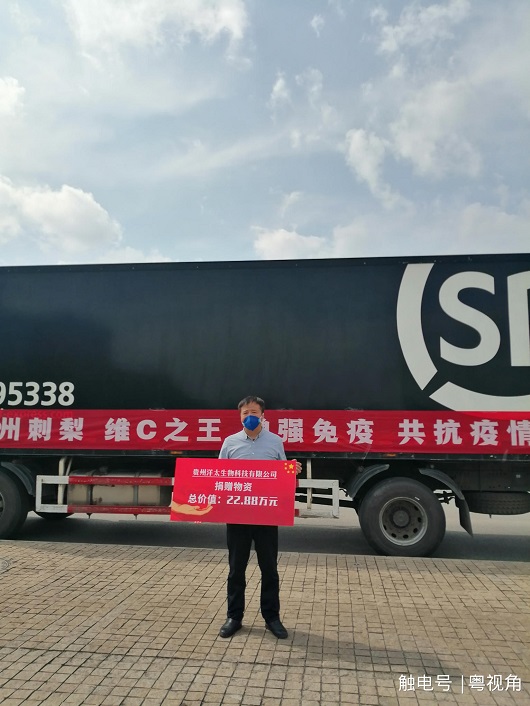 S
95338
州刺梨 维C之王 强免疫 共抗疫情
贵州洋太生物科技有限公司
捐赠物资
总价值：22.88万元
触电号 | 粤视角